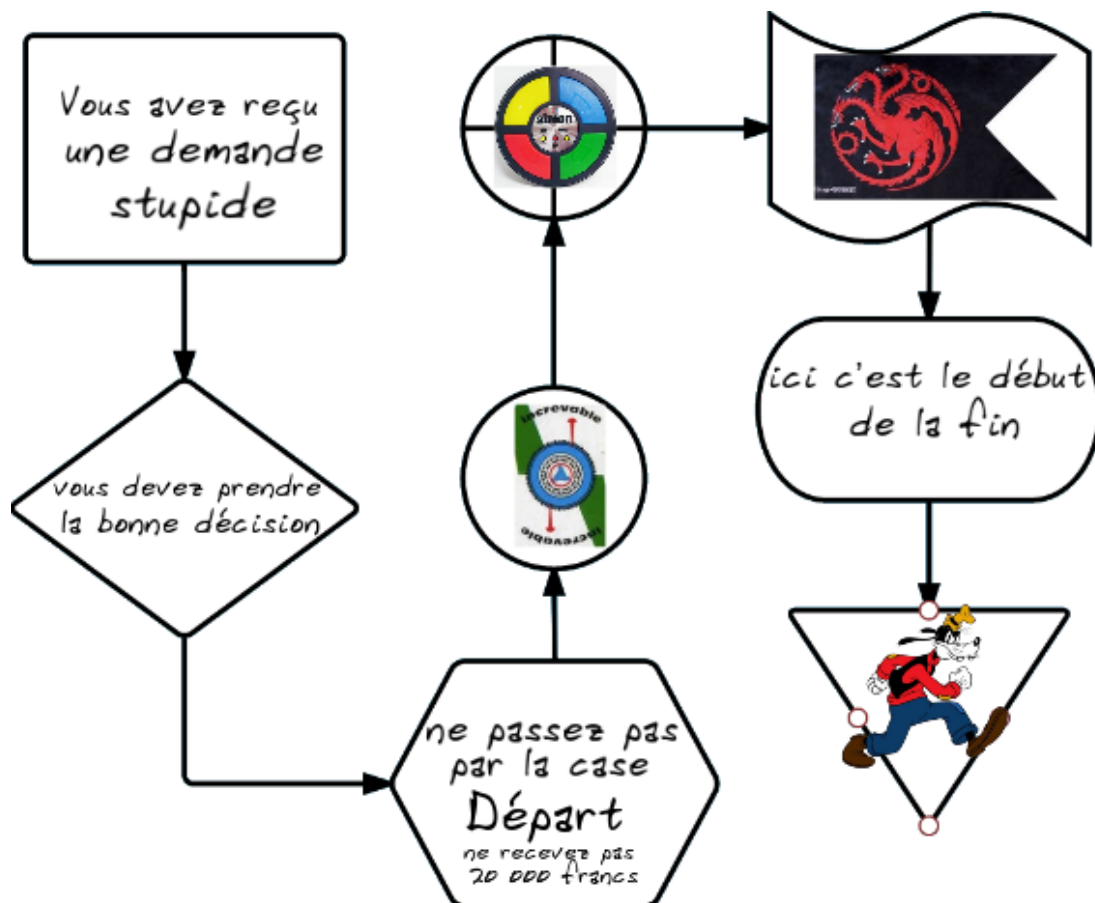 Vous avez reçu
une demande
stupide
vous devez prendre
la bonne décision
ne passez pas
par la case
Départ
ne recevez pas
20 000 francs
increvable
increvable
simon
ici c'est le début
de la fin